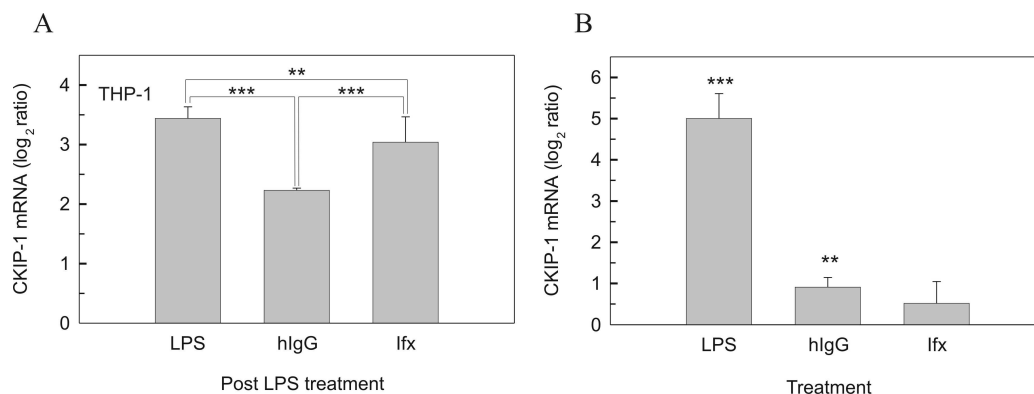 A
CKIP-1 mRNA (log2 ratio)
4
3
2
1
0
THP-1
**
***
***
LPS
hIgG
Ifx
Post LPS treatment
B
CKIP-1 mRNA (log2 ratio)
6
5
4
3
2
1
0
***
**
LPS
hIgG
Ifx
Treatment